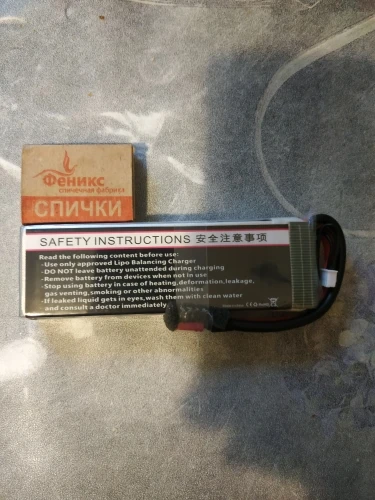 Феникс
спичечная фабрика
СПИЧКИ
SAFETY INSTRUCTIONS 安全注意事项
Read the following content before use:
-Use only approved Lipo Balancing Charger
-DO NOT leave battery unattended during charging
-Remove battery from devices when not in use
-Stop using battery in case of heating,deformation,leakage,
gas venting,smoking or other abnormalities
-If leaked liquid gets in eyes,wash them with clean water
and consult a doctor immediately